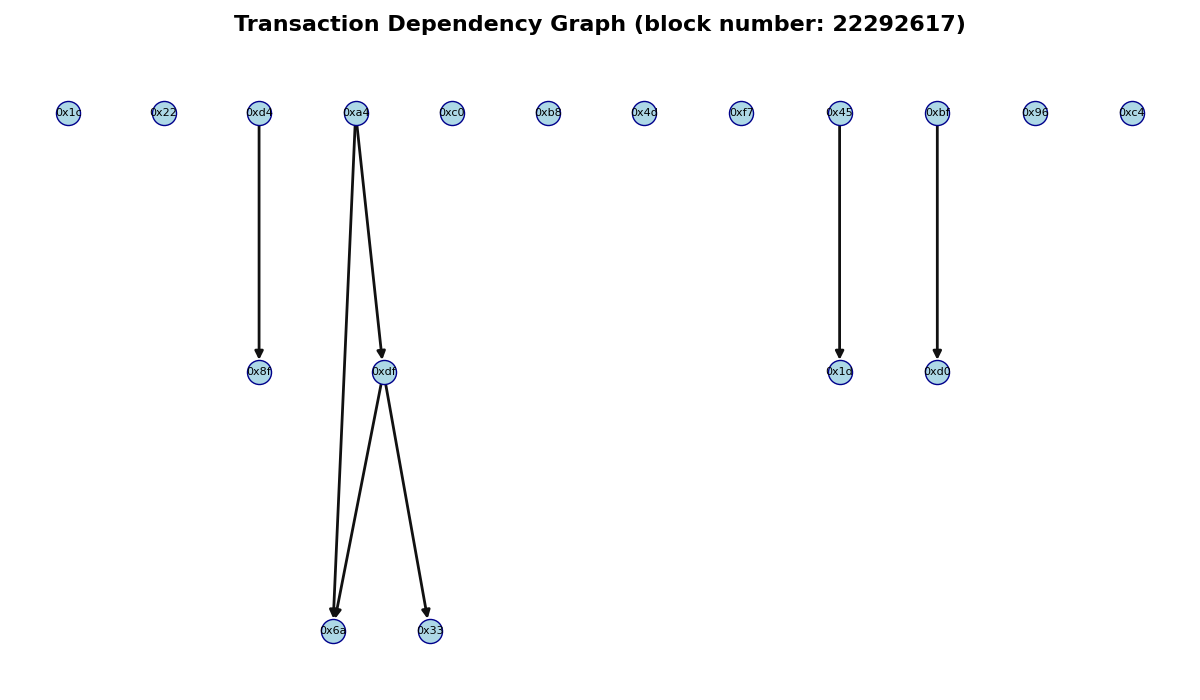 Transaction Dependency Graph (block number: 22292617)
0x1c 0x22 0xd4 0xa4 0xc0 0xb8 0x4d 0xf7 0x45 0xbf 0x96 0xc4
0x8f 0xdf 0x1d 0xd0
0x6a 0x33